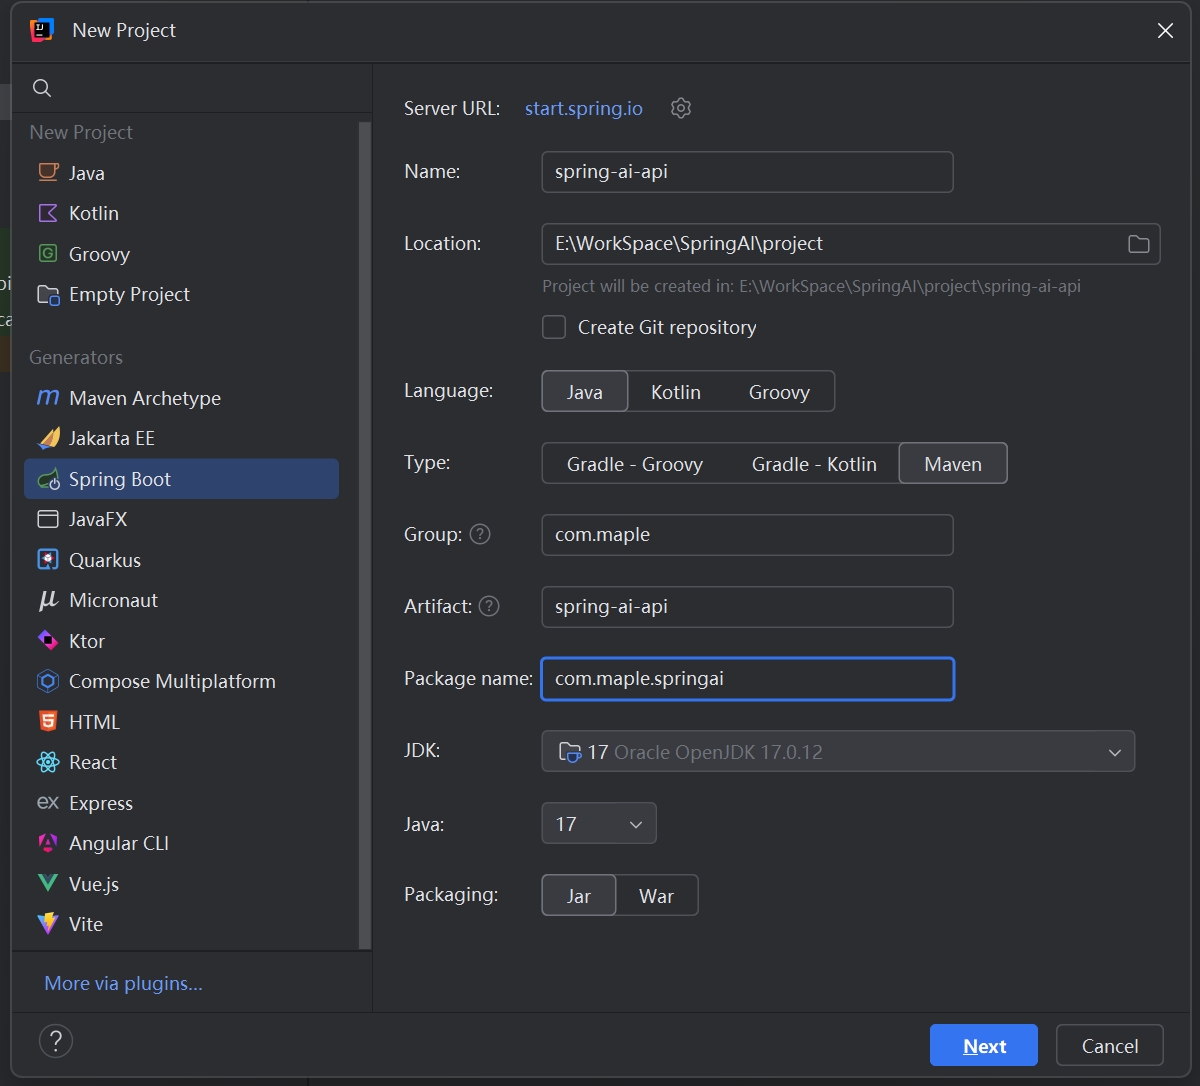 New Project
New Project
Java
Kotlin
Groovy
Empty Project
Generators
Maven Archetype
Jakarta EE
Spring Boot
JavaFX
Quarkus
Micronaut
Ktor
Compose Multiplatform
HTML
React
Express
Angular CLI
Vue.js
Vite
More via plugins...
Server URL: start.spring.io
Name: spring-ai-api
Location: E:\WorkSpace\SpringAI\project
Project will be created in: E:\WorkSpace\SpringAI\project\spring-ai-api
Create Git repository
Language: Java Kotlin Groovy
Type: Gradle - Groovy Gradle - Kotlin Maven
Group: ? com.maple
Artifact: ? spring-ai-api
Package name: com.maple.springai
JDK: 17 Oracle OpenJDK 17.0.12
Java: 17
Packaging: Jar War
? Next Cancel